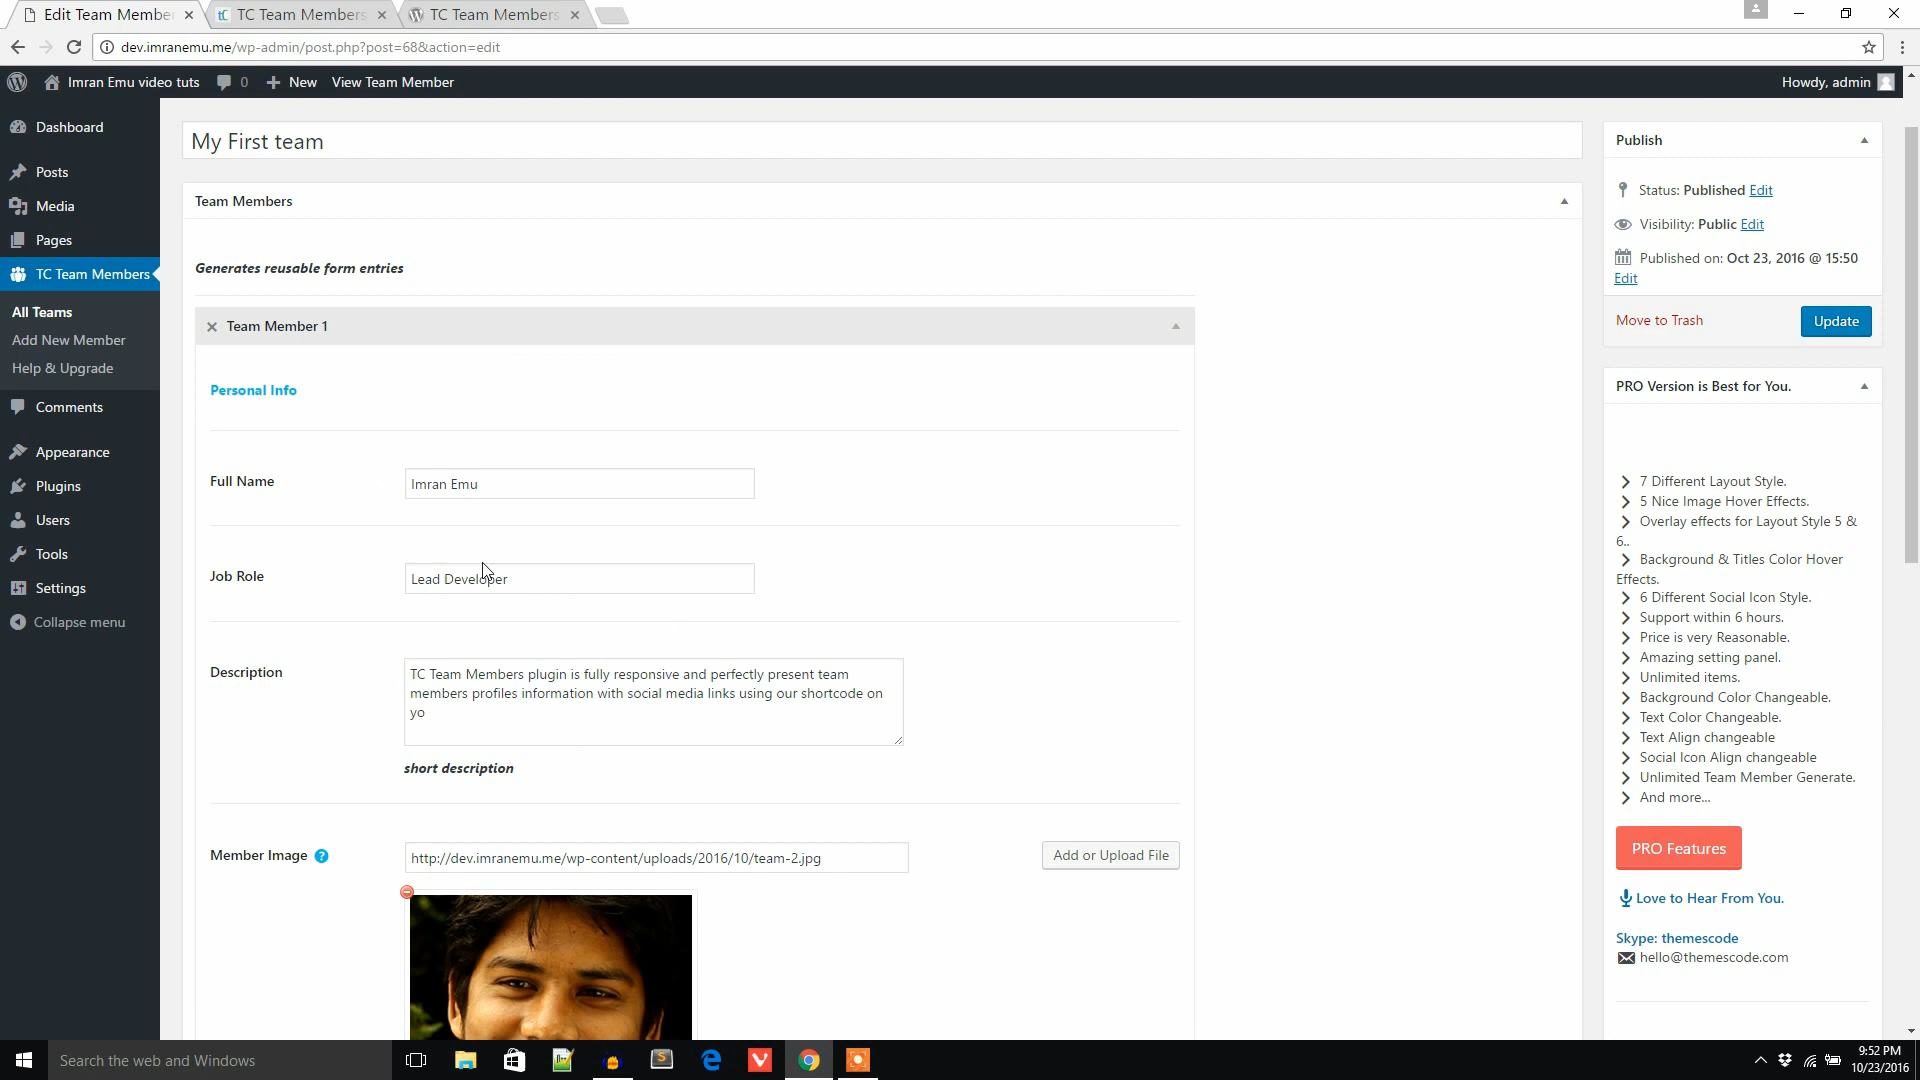 Edit Team Membe
TC Team Members
TC Team Members
dev.imranemu.me/wp-admin/post.php?post=68&action=edit
Imran Emu video tuts
0
New
View Team Member
Howdy, admin
Dashboard
Posts
Media
Pages
TC Team Members
All Teams
Add New Member
Help & Upgrade
Comments
Appearance
Plugins
Users
Tools
Settings
Collapse menu
My First team
Team Members
Generates reusable form entries
Team Member 1
Personal Info
Full Name
Imran Emu
Job Role
Lead Developer
Description
TC Team Members plugin is fully responsive and perfectly present team
members profiles information with social media links using our shortcode on
yo
short description
Member Image ?
http://dev.imranemu.me/wp-content/uploads/2016/10/team-2.jpg
Add or Upload File
Publish
Status: Published Edit
Visibility: Public Edit
Published on: Oct 23, 2016 @ 15:50
Edit
Move to Trash
Update
PRO Version is Best for You.
7 Different Layout Style.
5 Nice Image Hover Effects.
Overlay effects for Layout Style 5 &
6..
Background & Titles Color Hover
Effects.
6 Different Social Icon Style.
Support within 6 hours.
Price is very Reasonable.
Amazing setting panel.
Unlimited items.
Background Color Changeable.
Text Color Changeable.
Text Align changeable
Social Icon Align changeable
Unlimited Team Member Generate.
And more...
PRO Features
Love to Hear From You.
Skype: themescode
hello@themescode.com
Search the web and Windows
9:52 PM
10/23/2016